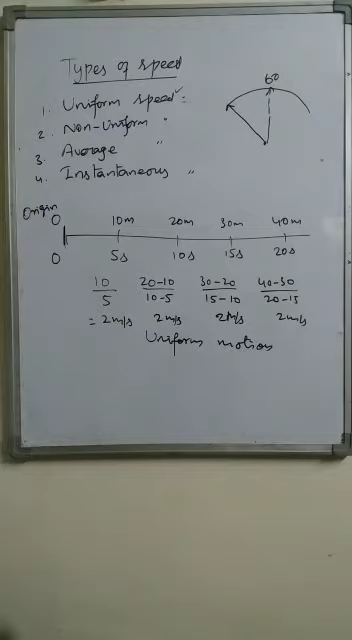 Types of speed
60
1. Uniform speed :
2. Non-Uniform "
3. Average "
4. Instantaneous "
Origin
0 10m 20m 30m 40m
0 5s 10s 15s 20s
10/5 20-10/10-5 30-20/15-10 40-30/20-15
= 2m/s 2m/s 2m/s 2m/s
Uniform motion